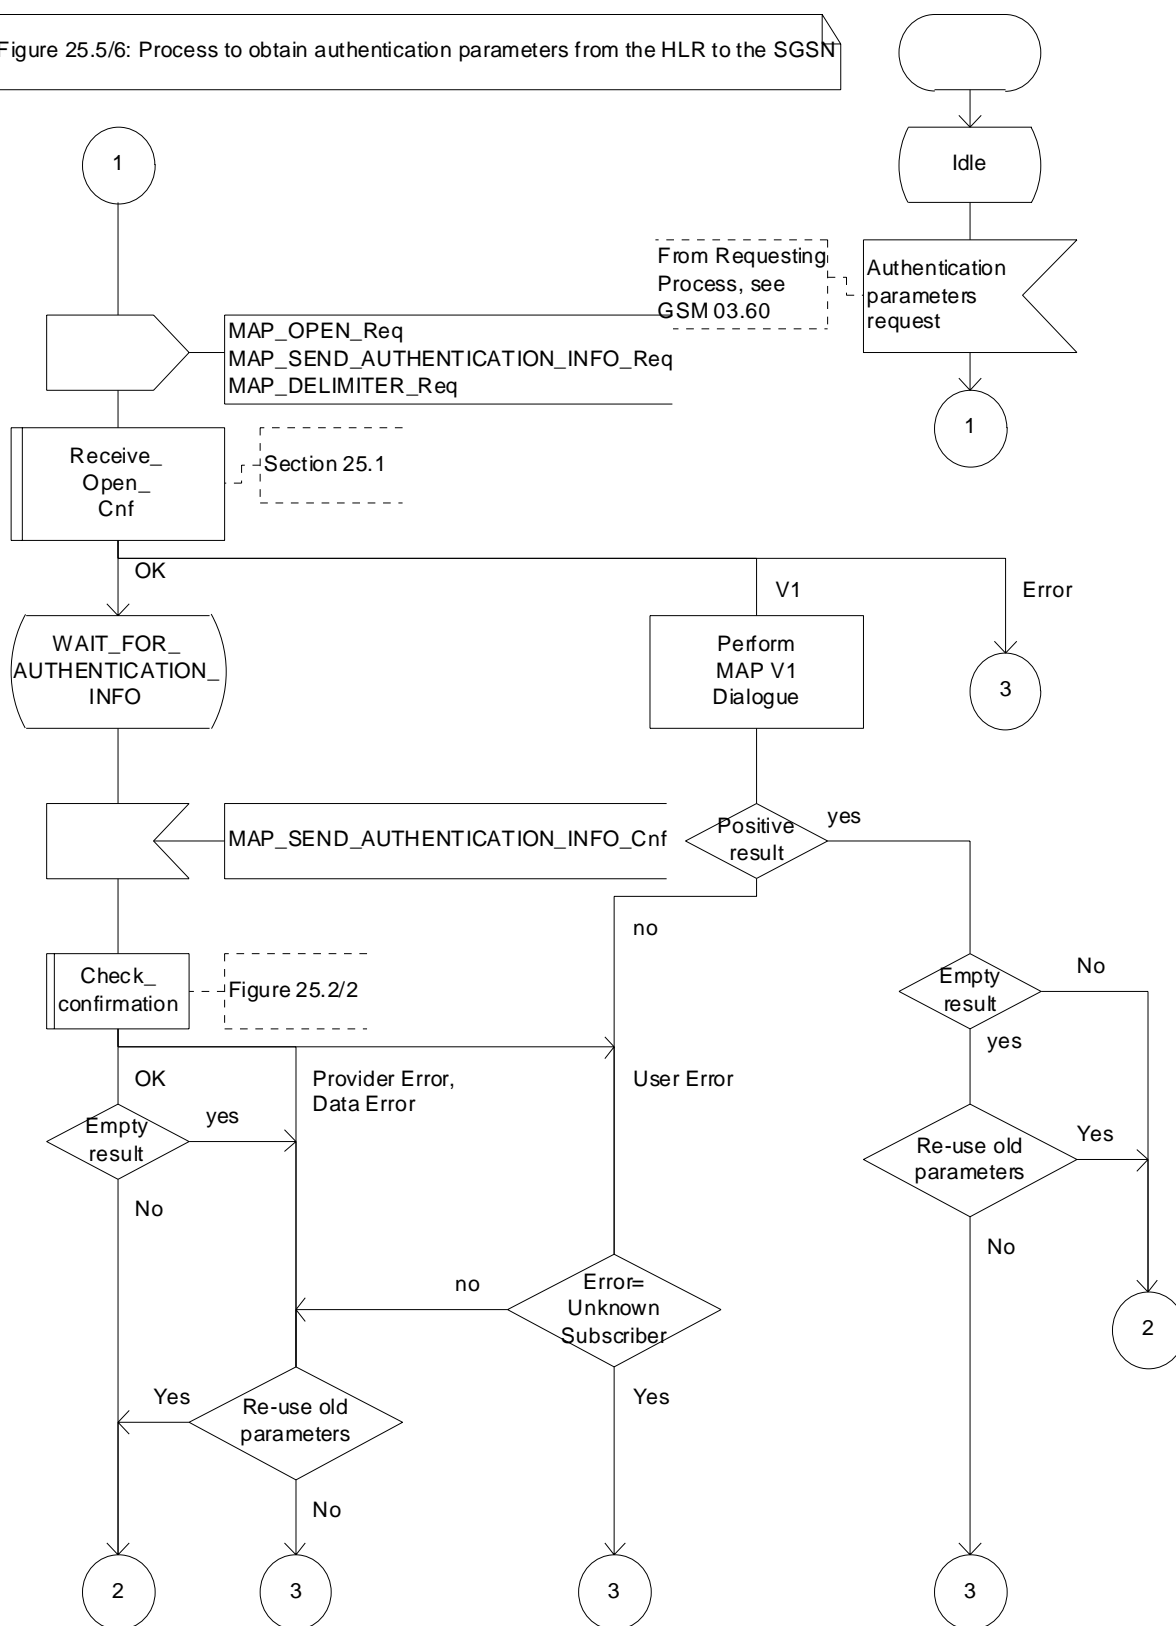 Figure 25.5/6: Process to obtain authentication parameters from the HLR to the SGSN
1
Idle
From Requesting
Process, see
GSM 03.60
Authentication
parameters
request
MAP_OPEN_Req
MAP_SEND_AUTHENTICATION_INFO_Req
MAP_DELIMITER_Req
1
Receive_
Open_
Cnf
Section 25.1
OK
V1
Error
WAIT_FOR_
AUTHENTICATION_
INFO
Perform
MAP V1
Dialogue
3
MAP_SEND_AUTHENTICATION_INFO_Cnf
Positive
result
yes
no
Check_
confirmation
Figure 25.2/2
Empty
result
No
yes
OK
Provider Error,
Data Error
User Error
Empty
result
yes
Re-use old
parameters
Yes
No
No
no
Error=
Unknown
Subscriber
2
Yes
Re-use old
parameters
Yes
No
2
3
3
3